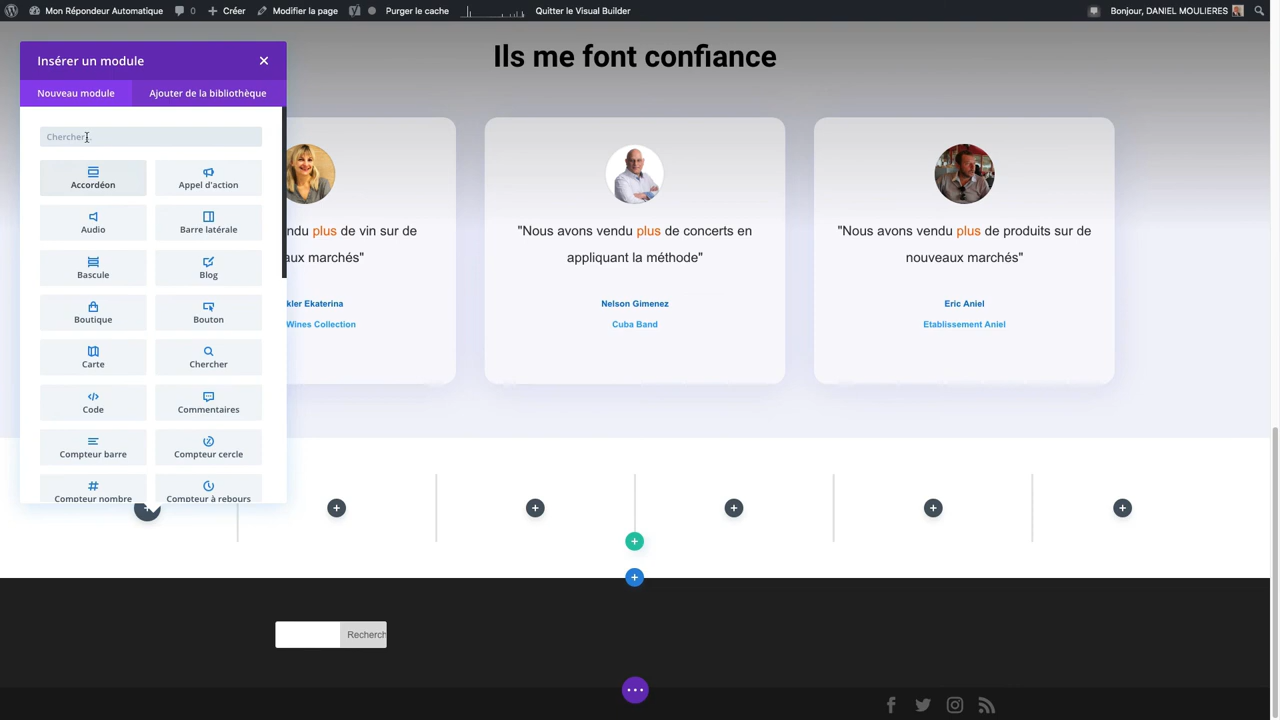 Mon Répondeur Automatique 0 Créer Modifier la page Purger le cache Quitter le Visual Builder Bonjour, DANIEL MOULIERES
Ils me font confiance
Insérer un module
Nouveau module Ajouter de la bibliothèque
Chercher
Accordéon Appel d'action
Audio Barre latérale
Bascule Blog
Boutique Bouton
Carte Chercher
Code Commentaires
Compteur barre Compteur cercle
Compteur nombre Compteur à rebours
plus de vin sur de
marchés"
Ekaterina
Wines Collection
"Nous avons vendu plus de concerts en
appliquant la méthode"
Nelson Gimenez
Cuba Band
"Nous avons vendu plus de produits sur de
nouveaux marchés"
Eric Aniel
Etablissement Aniel
Recherch